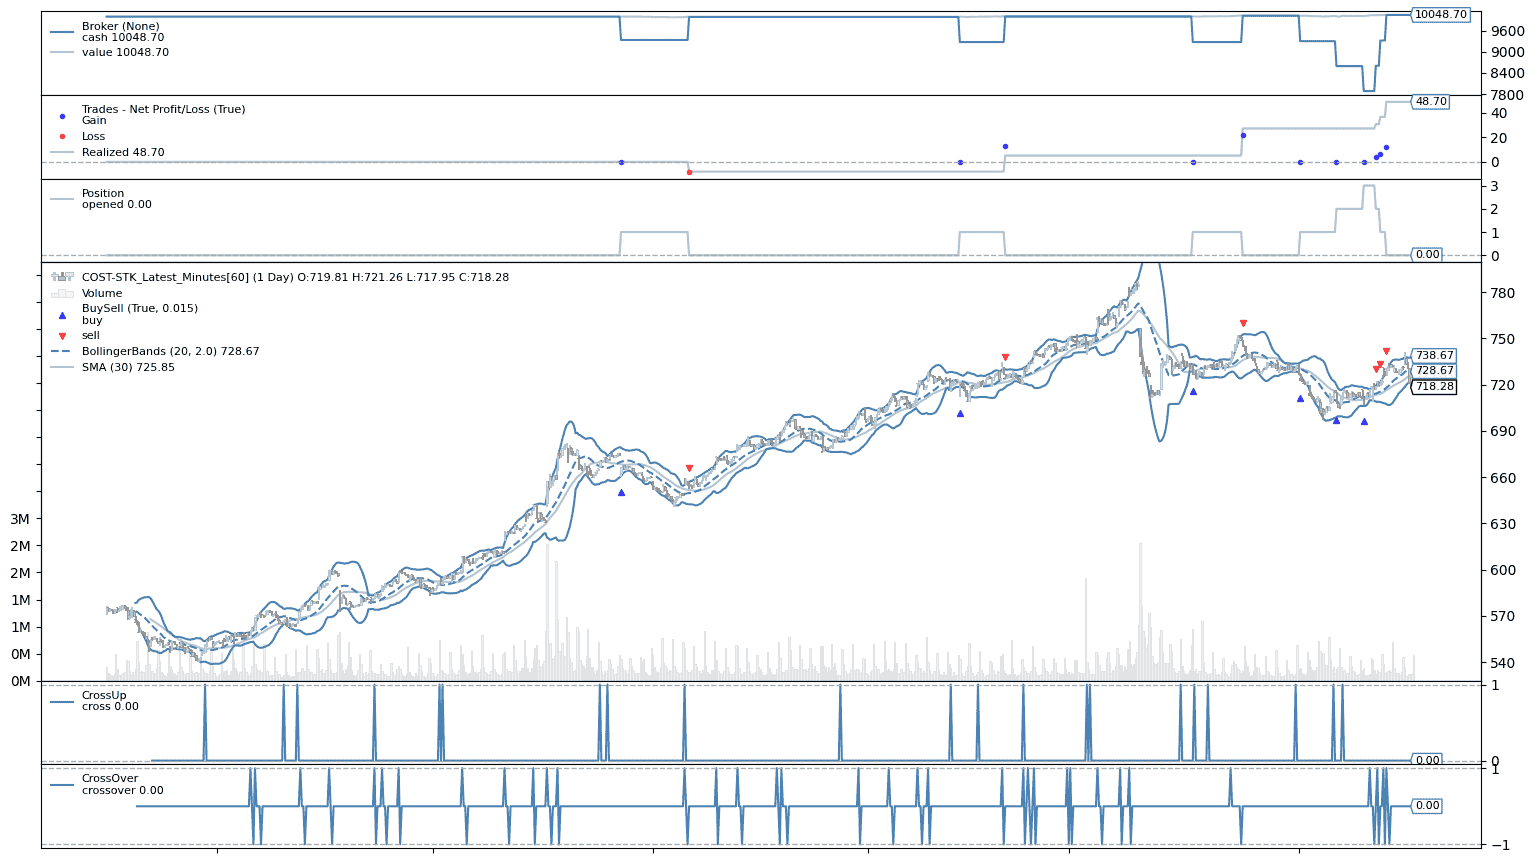 Broker (None)
cash 10048.70
value 10048.70
10048.70
9600
9000
8400
7800
Trades - Net Profit/Loss (True)
Gain
Loss
Realized 48.70
48.70
40
20
0
Position
opened 0.00
3
2
1
0
0.00
COST-STK_Latest_Minutes[60] (1 Day) O:719.81 H:721.26 L:717.95 C:718.28
Volume
BuySell (True, 0.015)
buy
sell
BollingerBands (20, 2.0) 728.67
SMA (30) 725.85
780
750
720
690
660
630
600
570
540
738.67
728.67
718.28
3M
2M
2M
1M
1M
0M
0M
CrossUp
cross 0.00
1
0
0.00
CrossOver
crossover 0.00
1
0.00
−1